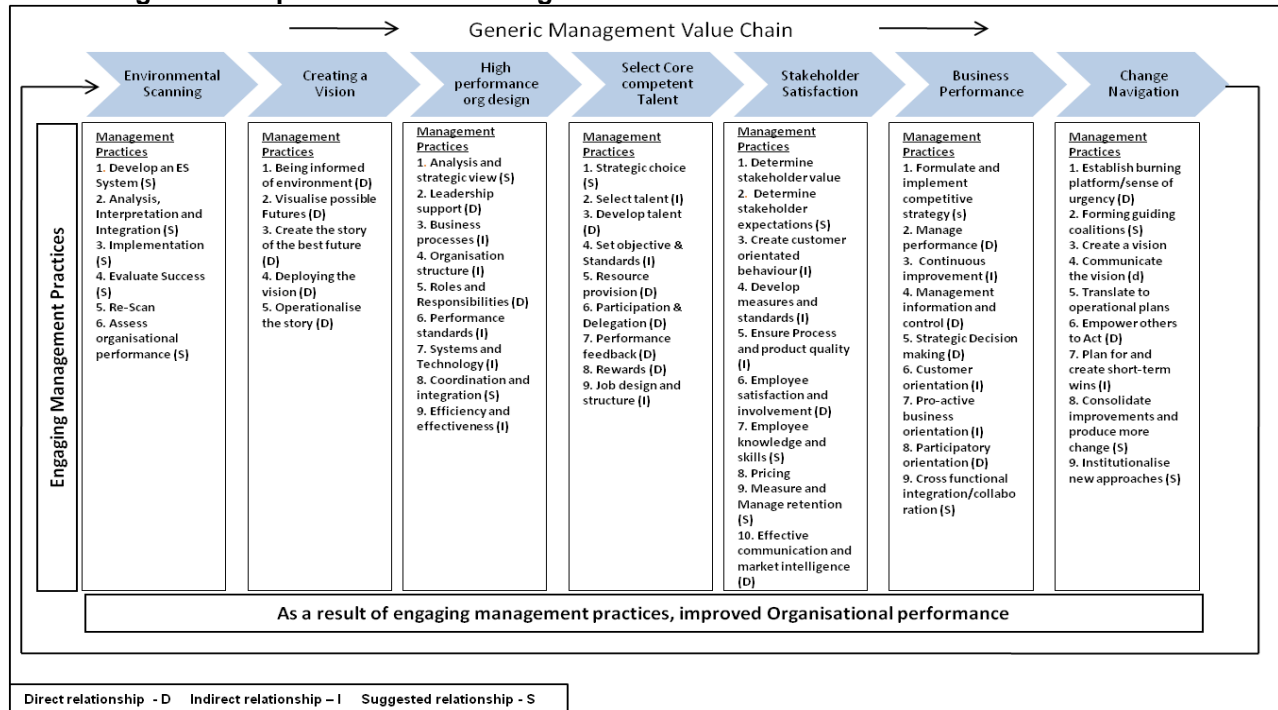 Generic Management Value Chain
Environmental
Scanning
Creating a
Vision
High
performance
org design
Select Core
competent
Talent
Stakeholder
Satisfaction
Business
Performance
Change
Navigation
Engaging Management Practices
Management
Practices
1. Develop an ES
System (S)
2. Analysis,
Interpretation and
Integration (S)
3. Implementation
(S)
4. Evaluate Success
(S)
5. Re-Scan
6. Assess
organisational
performance (S)
Management
Practices
1. Being informed
of environment (D)
2. Visualise possible
Futures (D)
3. Create the story
of the best future
(D)
4. Deploying the
vision (D)
5. Operationalise
the story (D)
Management
Practices
1. Analysis and
strategic view (S)
2. Leadership
support (D)
3. Business
processes (I)
4. Organisation
structure (I)
5. Roles and
Responsibilities (D)
6. Performance
standards (I)
7. Systems and
Technology (I)
8. Coordination and
integration (S)
9. Efficiency and
effectiveness (I)
Management
Practices
1. Strategic choice
(S)
2. Select talent (I)
3. Develop talent
(D)
4. Set objective &
Standards (I)
5. Resource
provision (D)
6. Participation &
Delegation (D)
7. Performance
feedback (D)
8. Rewards (D)
9. Job design and
structure (I)
Management
Practices
1. Determine
stakeholder value
2. Determine
stakeholder
expectations (S)
3. Create customer
orientated
behaviour (I)
4. Develop
measures and
standards (I)
5. Ensure Process
and product quality
(I)
6. Employee
satisfaction and
involvement (D)
7. Employee
knowledge and
skills (S)
8. Pricing
9. Measure and
Manage retention
(S)
10. Effective
communication and
market intelligence
(D)
Management
Practices
1. Formulate and
implement
competitive
strategy (s)
2. Manage
performance (D)
3. Continuous
improvement (I)
4. Management
information and
control (D)
5. Strategic Decision
making (D)
6. Customer
orientation (I)
7. Pro-active
business
orientation (I)
8. Participatory
orientation (D)
9. Cross functional
integration/collabo
ration (S)
Management
Practices
1. Establish burning
platform/sense of
urgency (D)
2. Forming guiding
coalitions (S)
3. Create a vision
4. Communicate
the vision (d)
5. Translate to
operational plans
6. Empower others
to Act (D)
7. Plan for and
create short-term
wins (I)
8. Consolidate
improvements and
produce more
change (S)
9. Institutionalise
new approaches (S)
As a result of engaging management practices, improved Organisational performance
Direct relationship - D Indirect relationship – I Suggested relationship - S